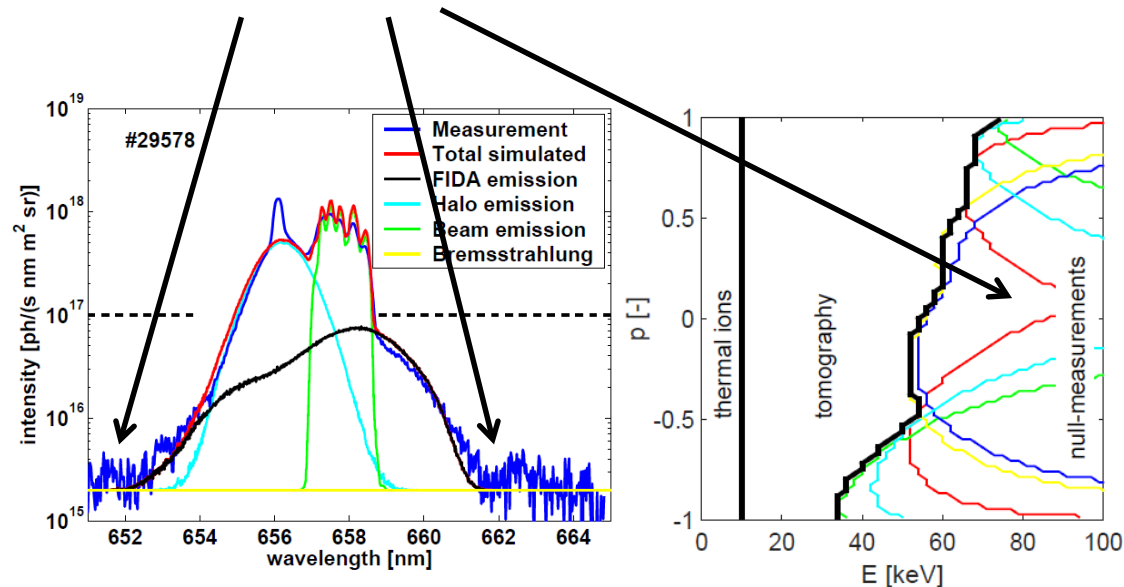 #29578
Measurement
Total simulated
FIDA emission
Halo emission
Beam emission
Bremsstrahlung
intensity [ph/(s nm m² sr)]
10¹⁹
10¹⁸
10¹⁷
10¹⁶
10¹⁵
652 654 656 658 660 662 664
wavelength [nm]
p [-]
1
0.5
0
-0.5
-1
thermal ions
tomography
null-measurements
0 20 40 60 80 100
E [keV]